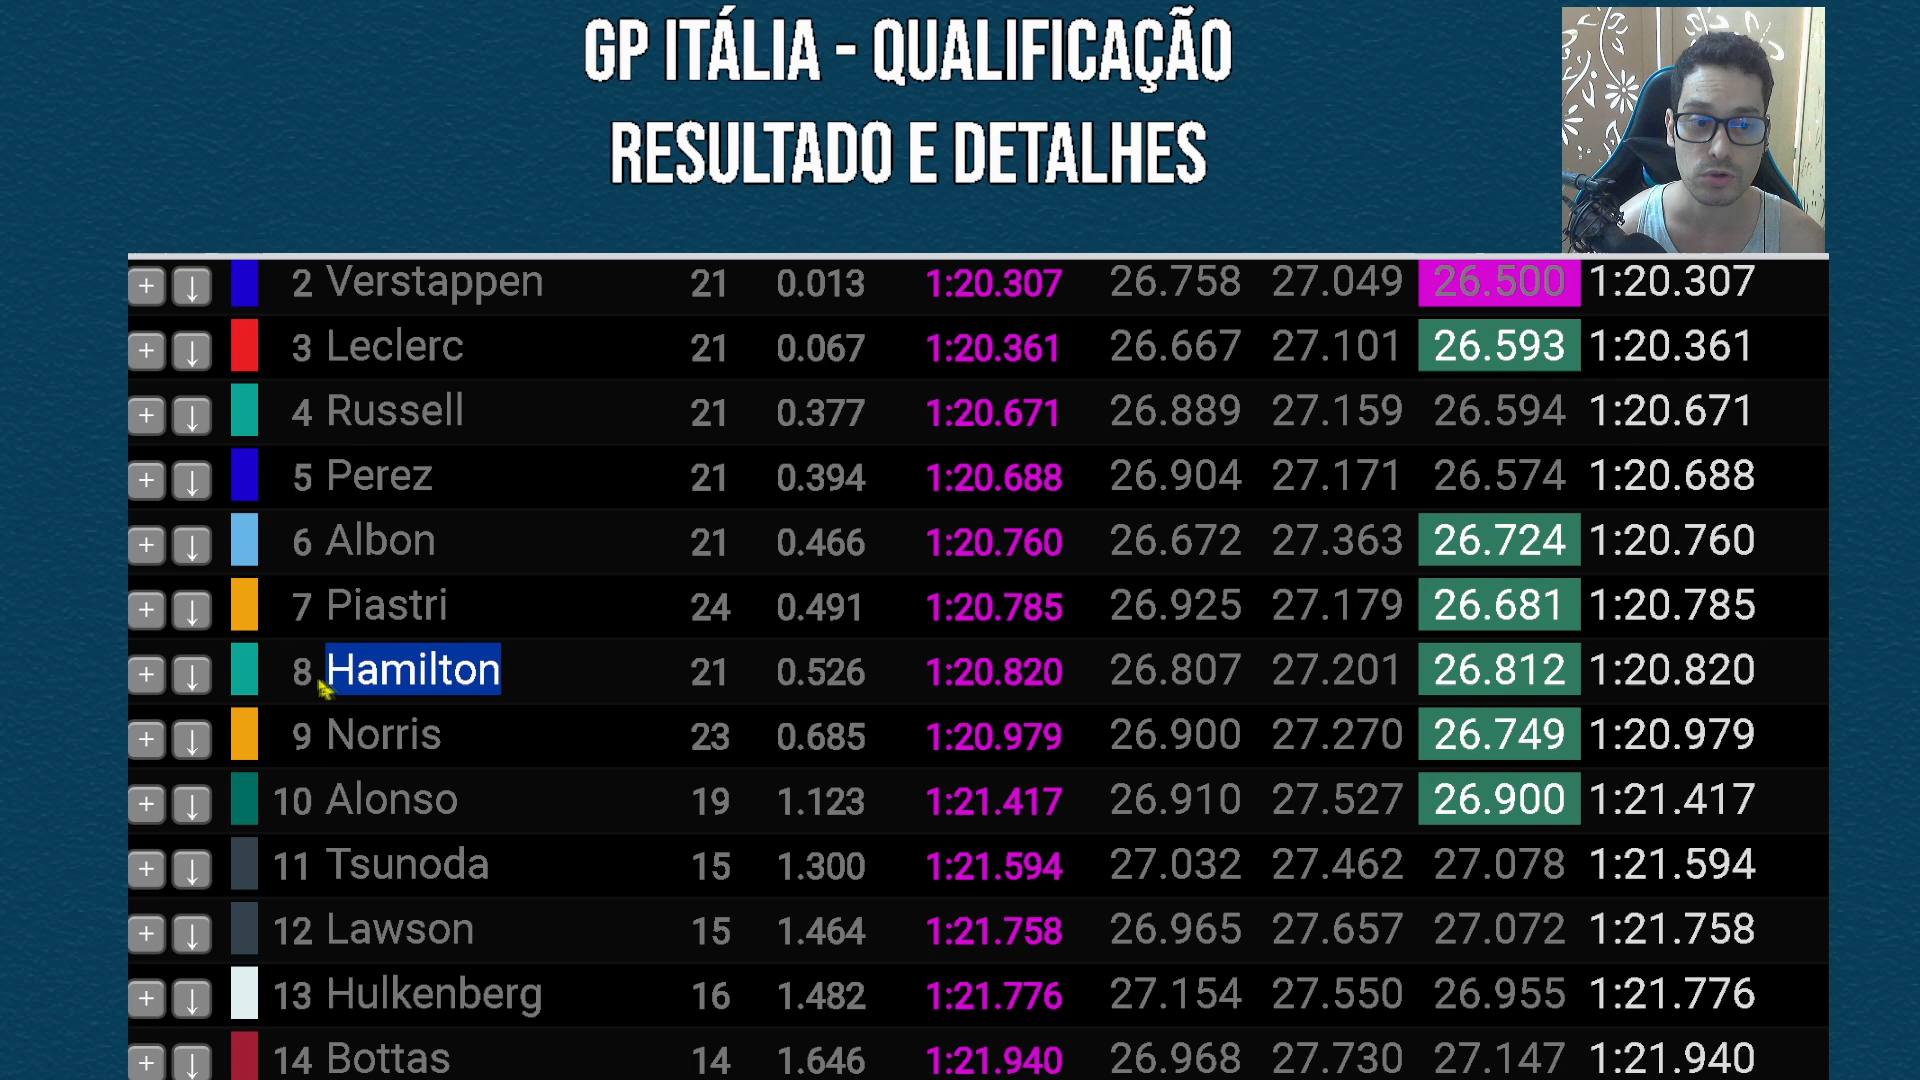 GP ITÁLIA - QUALIFICAÇÃO
RESULTADO E DETALHES
+ ↓ 2 Verstappen 21 0.013 1:20.307 26.758 27.049 26.500 1:20.307
+ ↓ 3 Leclerc 21 0.067 1:20.361 26.667 27.101 26.593 1:20.361
+ ↓ 4 Russell 21 0.377 1:20.671 26.889 27.159 26.594 1:20.671
+ ↓ 5 Perez 21 0.394 1:20.688 26.904 27.171 26.574 1:20.688
+ ↓ 6 Albon 21 0.466 1:20.760 26.672 27.363 26.724 1:20.760
+ ↓ 7 Piastri 24 0.491 1:20.785 26.925 27.179 26.681 1:20.785
+ ↓ 8 Hamilton 21 0.526 1:20.820 26.807 27.201 26.812 1:20.820
+ ↓ 9 Norris 23 0.685 1:20.979 26.900 27.270 26.749 1:20.979
+ ↓ 10 Alonso 19 1.123 1:21.417 26.910 27.527 26.900 1:21.417
+ ↓ 11 Tsunoda 15 1.300 1:21.594 27.032 27.462 27.078 1:21.594
+ ↓ 12 Lawson 15 1.464 1:21.758 26.965 27.657 27.072 1:21.758
+ ↓ 13 Hulkenberg 16 1.482 1:21.776 27.154 27.550 26.955 1:21.776
+ ↓ 14 Bottas 14 1.646 1:21.940 26.968 27.730 27.147 1:21.940